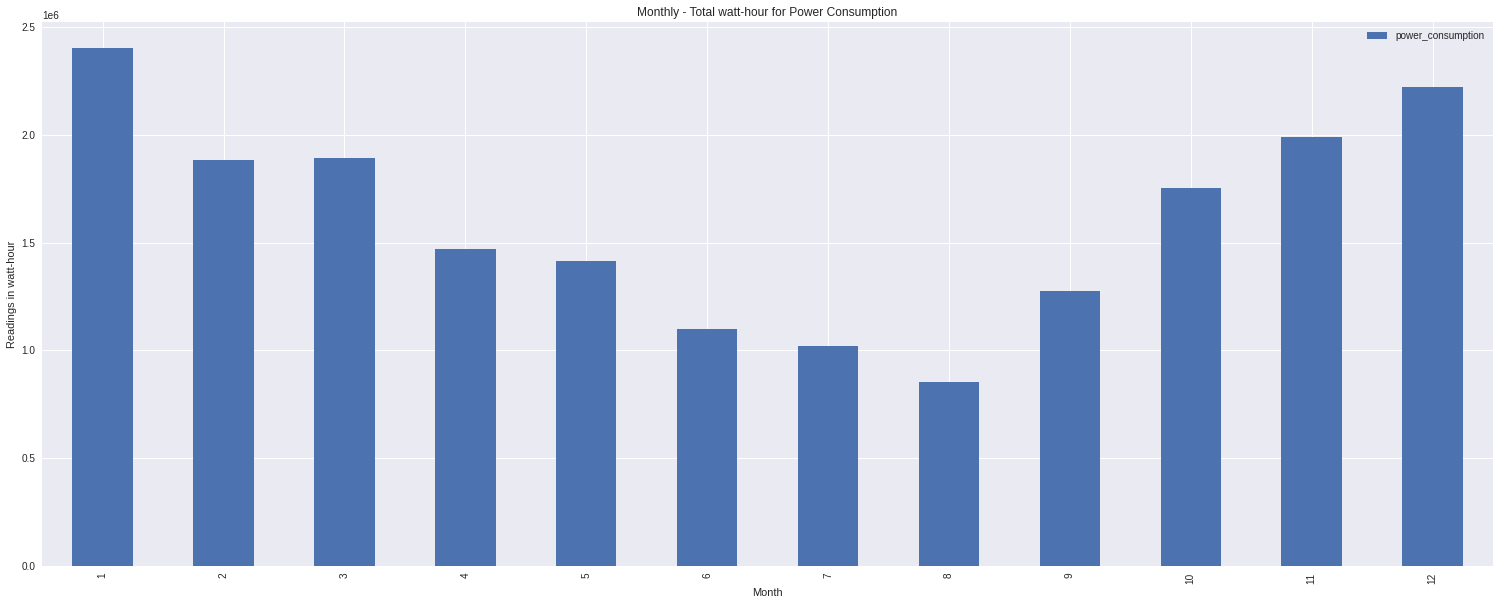 Monthly - Total watt-hour for Power Consumption
1e6
power_consumption
2.5
2.0
1.5
1.0
0.5
0.0
Readings in watt-hour
1 2 3 4 5 6 7 8 9 10 11 12
Month